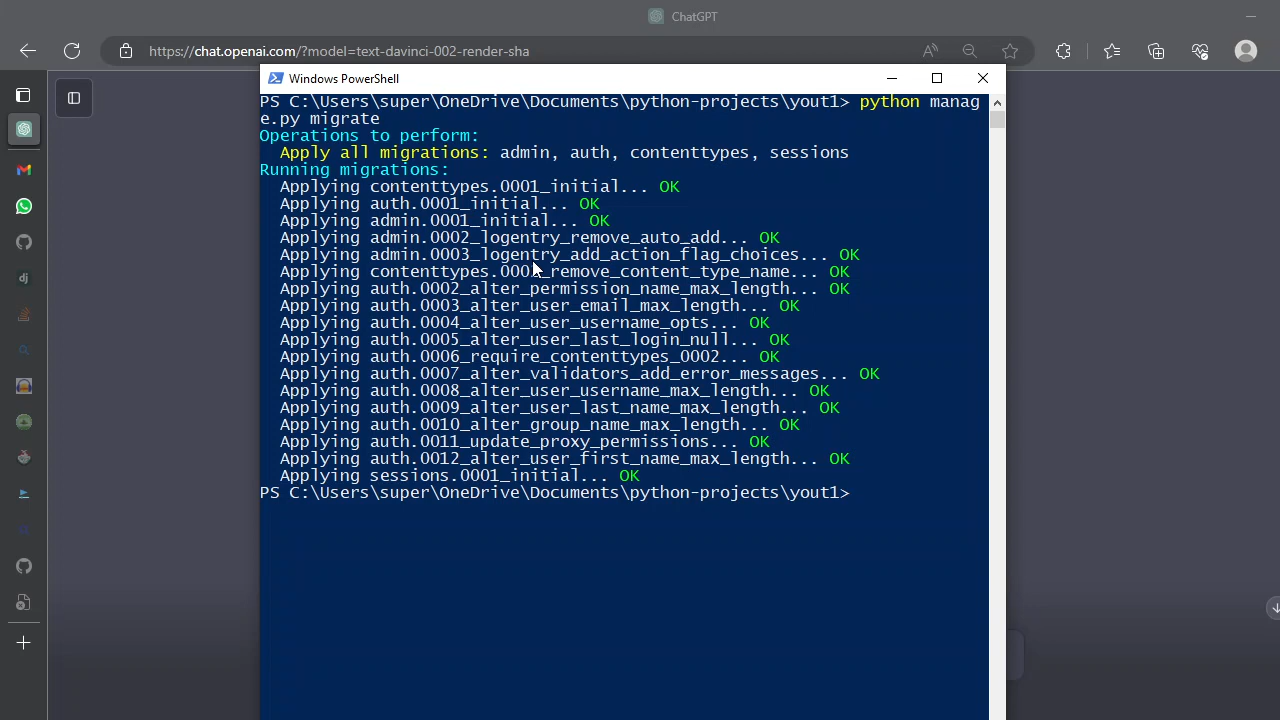 ChatGPT
https://chat.openai.com/?model=text-davinci-002-render-sha
Windows PowerShell
PS C:\Users\super\OneDrive\Documents\python-projects\yout1> python manag
e.py migrate
Operations to perform:
Apply all migrations: admin, auth, contenttypes, sessions
Running migrations:
Applying contenttypes.0001_initial... OK
Applying auth.0001_initial... OK
Applying admin.0001_initial... OK
Applying admin.0002_logentry_remove_auto_add... OK
Applying admin.0003_logentry_add_action_flag_choices... OK
Applying contenttypes.0002_remove_content_type_name... OK
Applying auth.0002_alter_permission_name_max_length... OK
Applying auth.0003_alter_user_email_max_length... OK
Applying auth.0004_alter_user_username_opts... OK
Applying auth.0005_alter_user_last_login_null... OK
Applying auth.0006_require_contenttypes_0002... OK
Applying auth.0007_alter_validators_add_error_messages... OK
Applying auth.0008_alter_user_username_max_length... OK
Applying auth.0009_alter_user_last_name_max_length... OK
Applying auth.0010_alter_group_name_max_length... OK
Applying auth.0011_update_proxy_permissions... OK
Applying auth.0012_alter_user_first_name_max_length... OK
Applying sessions.0001_initial... OK
PS C:\Users\super\OneDrive\Documents\python-projects\yout1>
dj